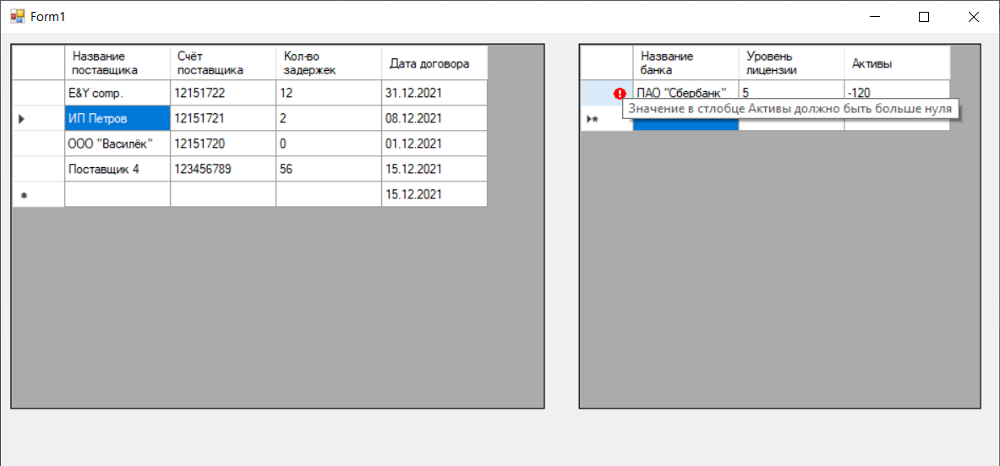 Form1
Название поставщика Счёт поставщика Кол-во задержек Дата договора
E&Y comp. 12151722 12 31.12.2021
ИП Петров 12151721 2 08.12.2021
ООО "Василёк" 12151720 0 01.12.2021
Поставщик 4 123456789 56 15.12.2021
15.12.2021
Название банка Уровень лицензии Активы
ПАО "Сбербанк" 5 -120
Значение в стлобце Активы должно быть больше нуля